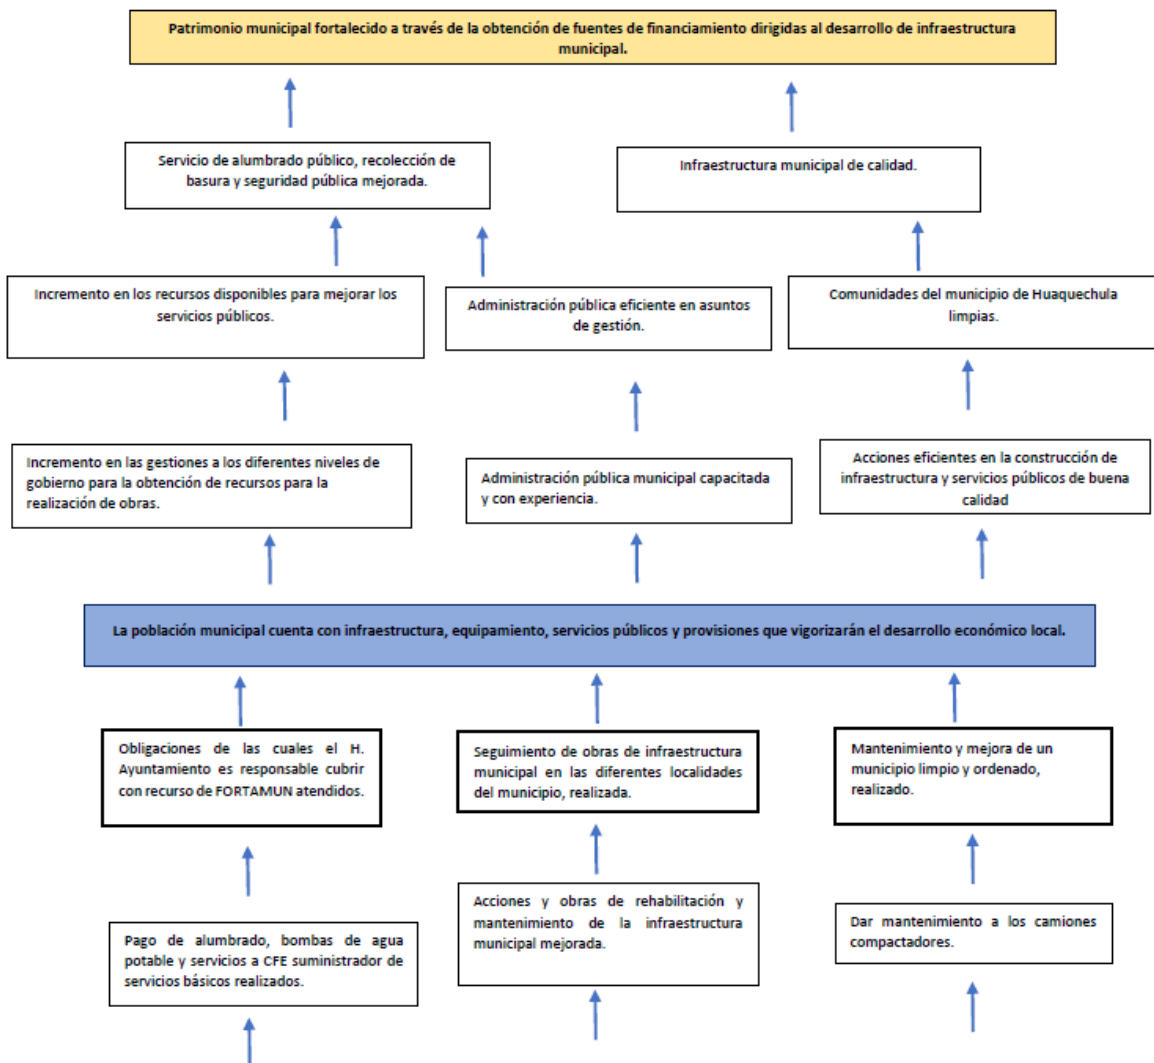 Patrimonio municipal fortalecido a través de la obtención de fuentes de financiamiento dirigidas al desarrollo de infraestructura
municipal.
Servicio de alumbrado público, recolección de
basura y seguridad pública mejorada.
Infraestructura municipal de calidad.
Incremento en los recursos disponibles para mejorar los
servicios públicos.
Administración pública eficiente en asuntos
de gestión.
Comunidades del municipio de Huaquechula
limpias.
Incremento en las gestiones a los diferentes niveles de
gobierno para la obtención de recursos para la
realización de obras.
Administración pública municipal capacitada
y con experiencia.
Acciones eficientes en la construcción de
infraestructura y servicios públicos de buena
calidad
La población municipal cuenta con infraestructura, equipamiento, servicios públicos y provisiones que vigorizarán el desarrollo económico local.
Obligaciones de las cuales el H.
Ayuntamiento es responsable cubrir
con recurso de FORTAMUN atendidos.
Seguimiento de obras de infraestructura
municipal en las diferentes localidades
del municipio, realizada.
Mantenimiento y mejora de un
municipio limpio y ordenado,
realizado.
Pago de alumbrado, bombas de agua
potable y servicios a CFE suministrador de
servicios básicos realizados.
Acciones y obras de rehabilitación y
mantenimiento de la infraestructura
municipal mejorada.
Dar mantenimiento a los camiones
compactadores.